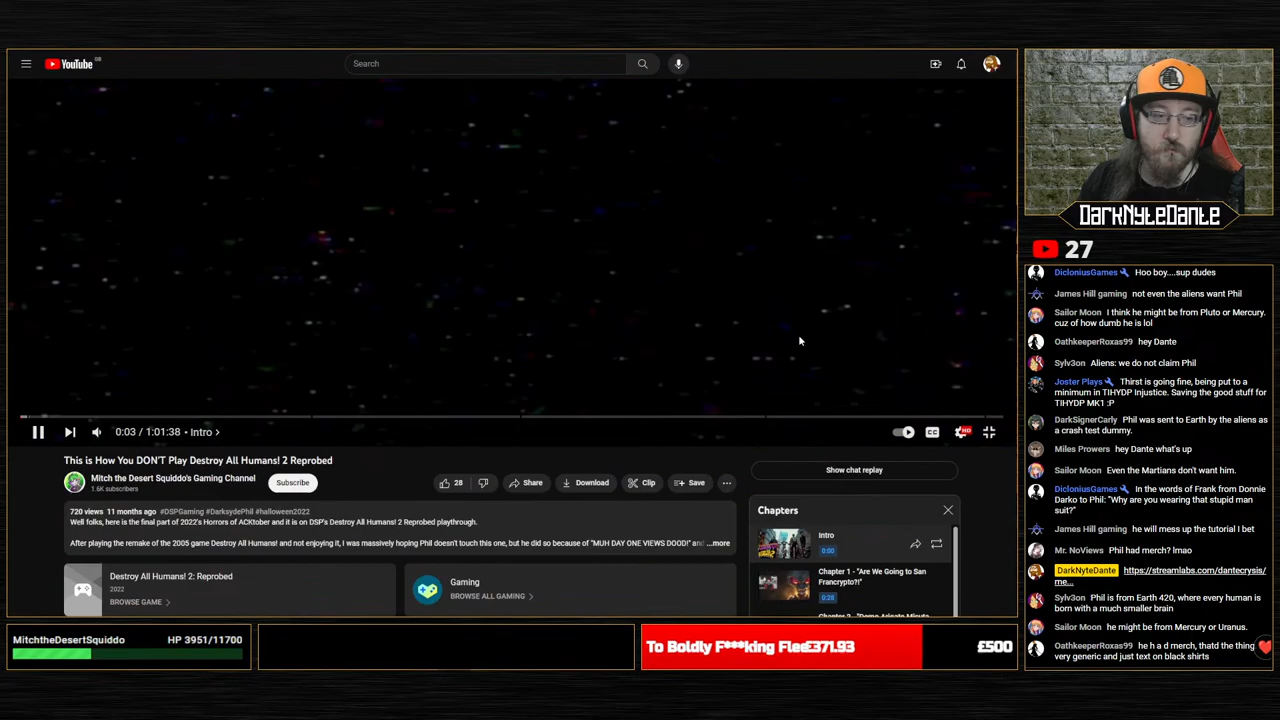 YouTube GB
Search
0:03 / 1:01:38 • Intro >
CC
HD
This is How You DON'T Play Destroy All Humans! 2 Reprobed
Mitch the Desert Squiddo's Gaming Channel
1.6K subscribers
Subscribe
28
Share
Download
Clip
Save
720 views 11 months ago #DSPGaming #DarksydePhil #halloween2022
Well folks, here is the final part of 2022's Horrors of ACKtober and it is on DSP's Destroy All Humans! 2 Reprobed playthrough.
After playing the remake of the 2005 game Destroy All Humans! and not enjoying it, I was massively hoping Phil doesn't touch this one, but he did so because of "MUH DAY ONE VIEWS DOOD!" and ...more
Destroy All Humans! 2: Reprobed
2022
BROWSE GAME >
Gaming
BROWSE ALL GAMING >
Show chat replay
Chapters
Intro
0:00
Chapter 1 - "Are We Going to San
Francrypto?!"
0:28
DarkNyteDante
27
DicloniusGames Hoo boy....sup dudes
James Hill gaming not even the aliens want Phil
Sailor Moon I think he might be from Pluto or Mercury.
cuz of how dumb he is lol
OathkeeperRoxas99 hey Dante
Sylv3on Aliens: we do not claim Phil
Joster Plays Thirst is going fine, being put to a
minimum in TIHYDP Injustice. Saving the good stuff for
TIHYDP MK1 :P
DarkSignerCarly Phil was sent to Earth by the aliens as
a crash test dummy.
Miles Prowers hey Dante what's up
Sailor Moon Even the Martians don't want him.
DicloniusGames In the words of Frank from Donnie
Darko to Phil: "Why are you wearing that stupid man
suit?"
James Hill gaming he will mess up the tutorial I bet
Mr. NoViews Phil had merch? lmao
DarkNyteDante https://streamlabs.com/dantecrysis/
me...
Sylv3on Phil is from Earth 420, where every human is
born with a much smaller brain
Sailor Moon he might be from Mercury or Uranus.
OathkeeperRoxas99 he h a d merch, thatd the thing
very generic and just text on black shirts
MitchtheDesertSquiddo HP 3951/11700
To Boldly F***king Flee£371.93 £500